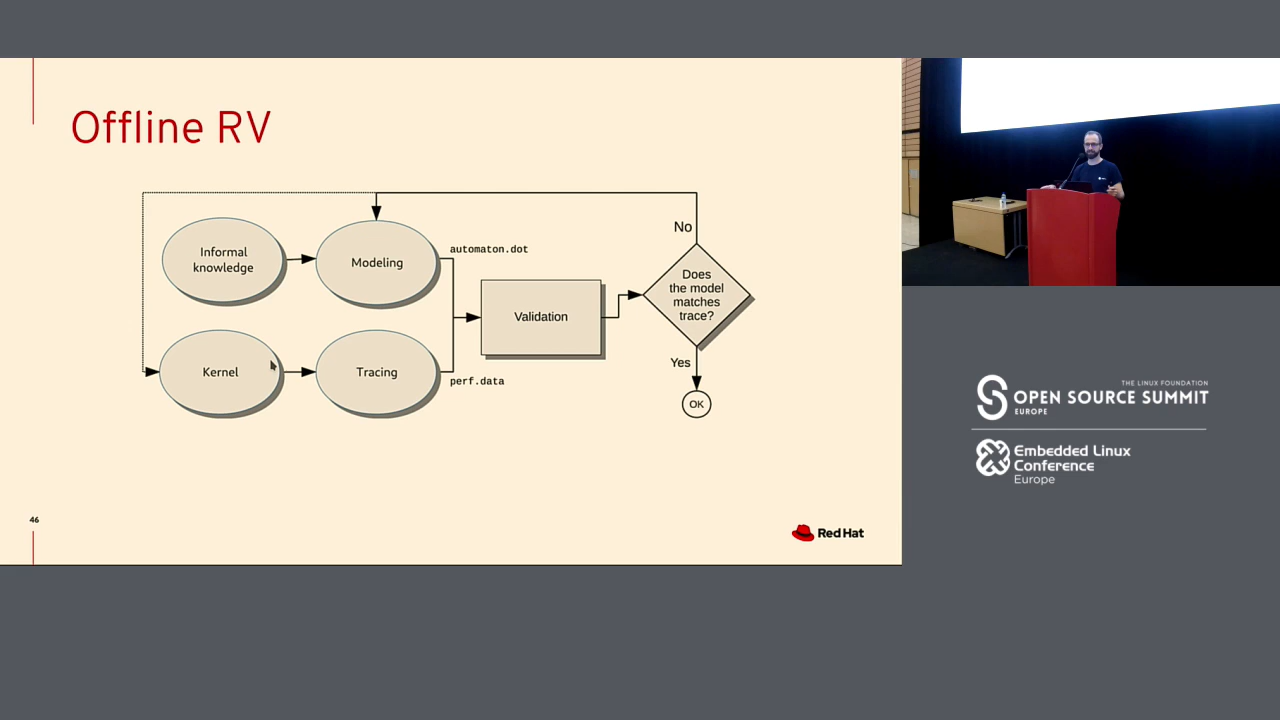 Offline RV
No
Informal
knowledge
Modeling
automaton.dot
Validation
Does
the model
matches
trace?
Kernel
Tracing
perf.data
Yes
OK
46
Red Hat
THE LINUX FOUNDATION
OPEN SOURCE SUMMIT
EUROPE
Embedded Linux
Conference
Europe